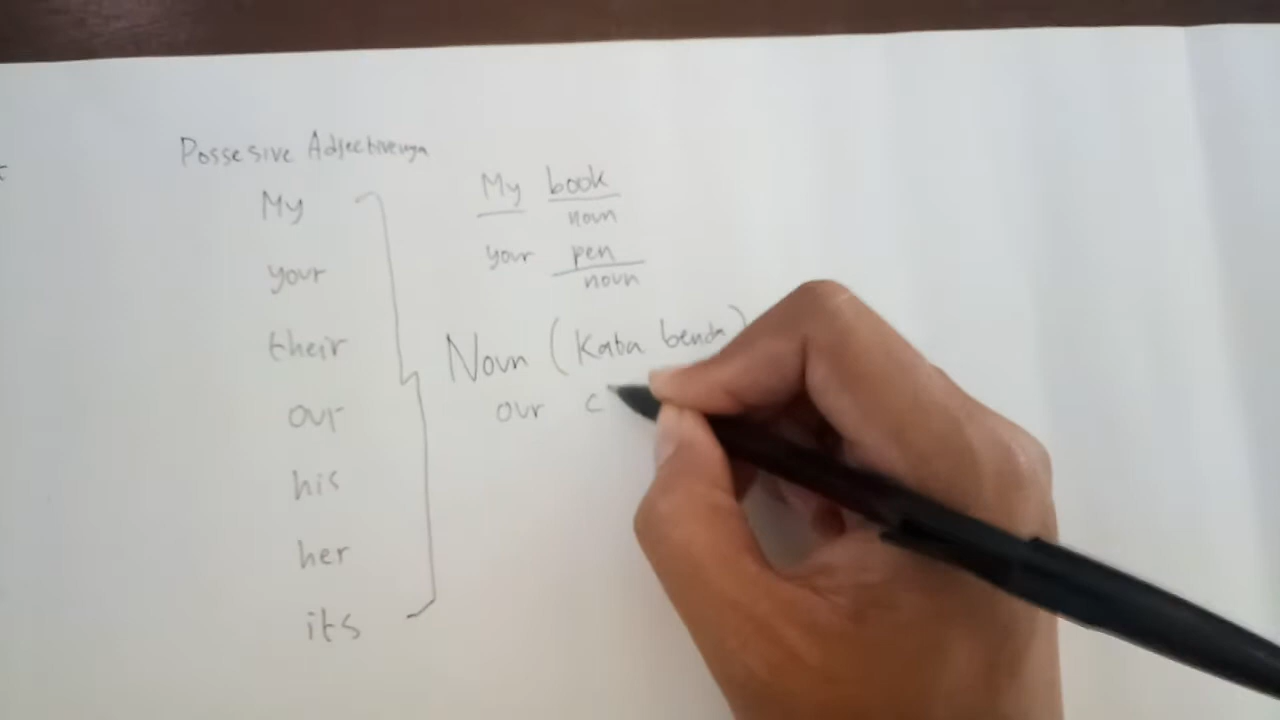 Possesive Adjectivenya
My
your
their
our
his
her
its
My book
noun
your pen
noun
Noun (Kata benda)
our c